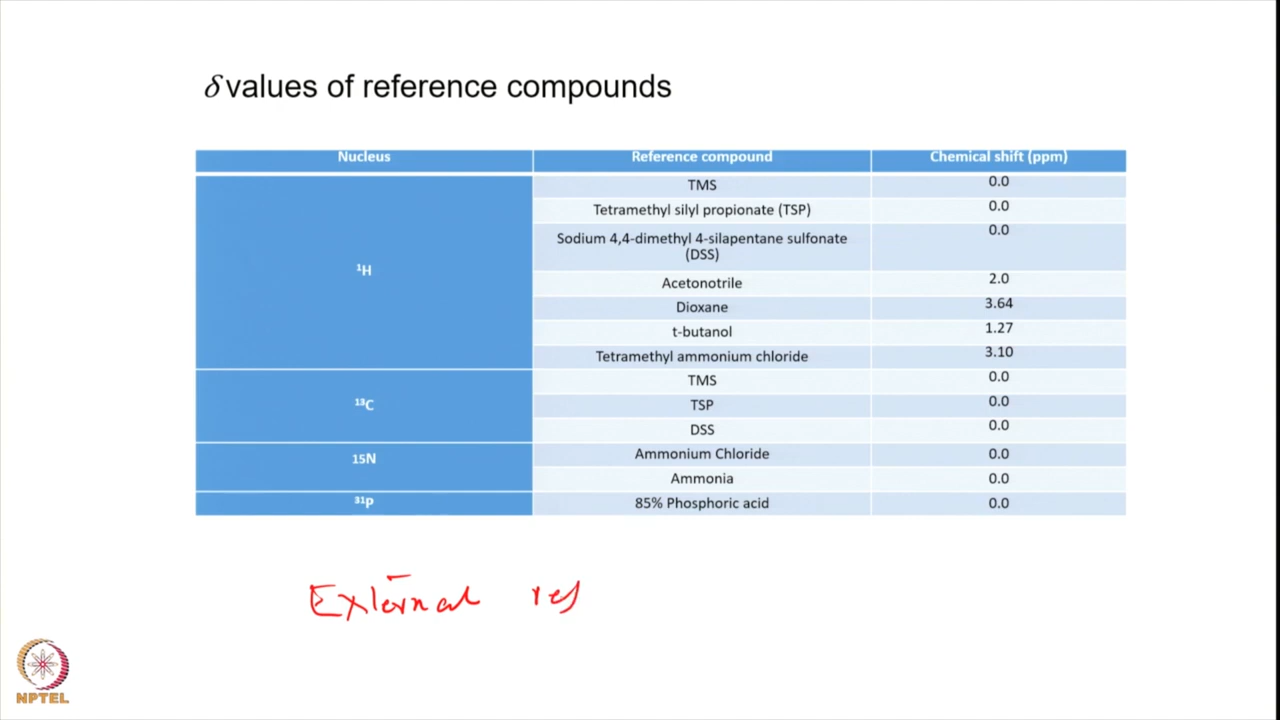 δ values of reference compounds
Nucleus Reference compound Chemical shift (ppm)
¹H TMS 0.0
Tetramethyl silyl propionate (TSP) 0.0
Sodium 4,4-dimethyl 4-silapentane sulfonate
(DSS) 0.0
Acetonotrile 2.0
Dioxane 3.64
t-butanol 1.27
Tetramethyl ammonium chloride 3.10
¹³C TMS 0.0
TSP 0.0
DSS 0.0
15N Ammonium Chloride 0.0
Ammonia 0.0
³¹P 85% Phosphoric acid 0.0
External ref
NPTEL